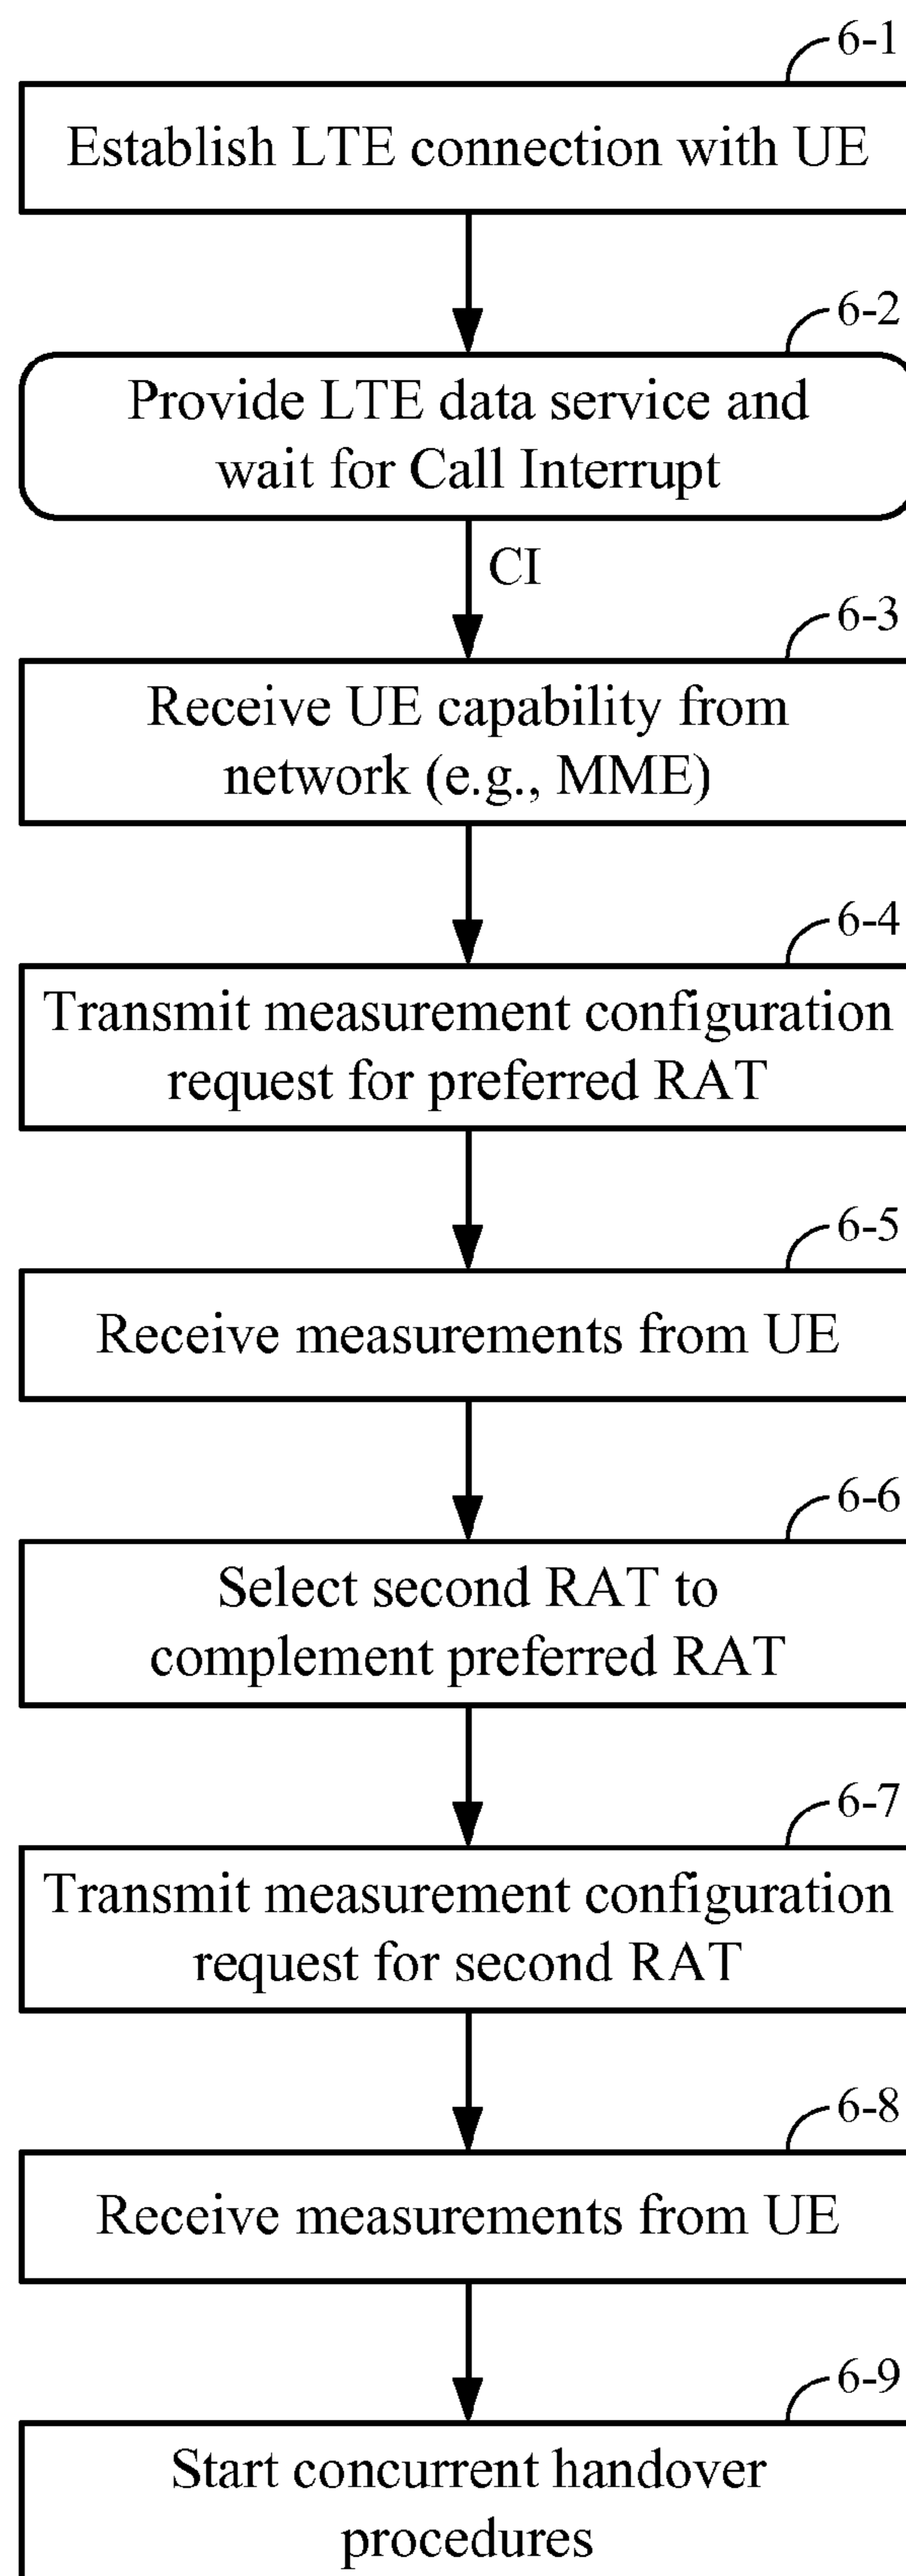 6-1
Establish LTE connection with UE
6-2
Provide LTE data service and
wait for Call Interrupt
CI
6-3
Receive UE capability from
network (e.g., MME)
6-4
Transmit measurement configuration
request for preferred RAT
6-5
Receive measurements from UE
6-6
Select second RAT to
complement preferred RAT
6-7
Transmit measurement configuration
request for second RAT
6-8
Receive measurements from UE
6-9
Start concurrent handover
procedures